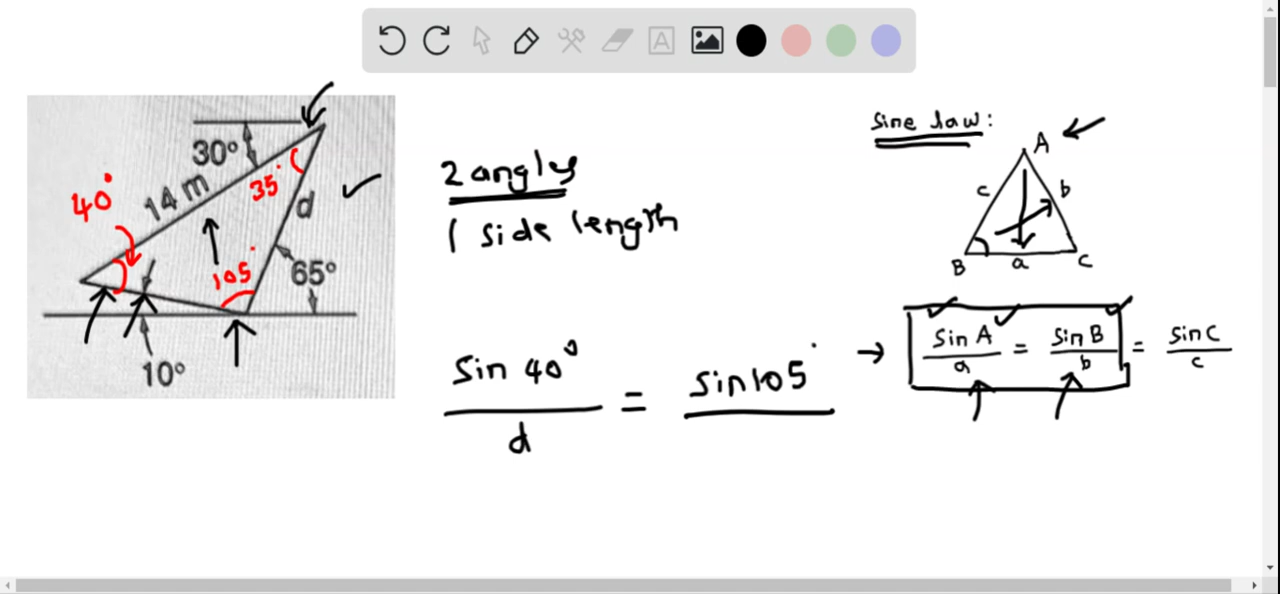 30°
40°
14 m
35°
d
105°
65°
10°
2 angles
1 side length
sin 40° / d = sin 105°
Sine law:
A
c b
B a C
sin A / a = sin B / b = sin C / c
A